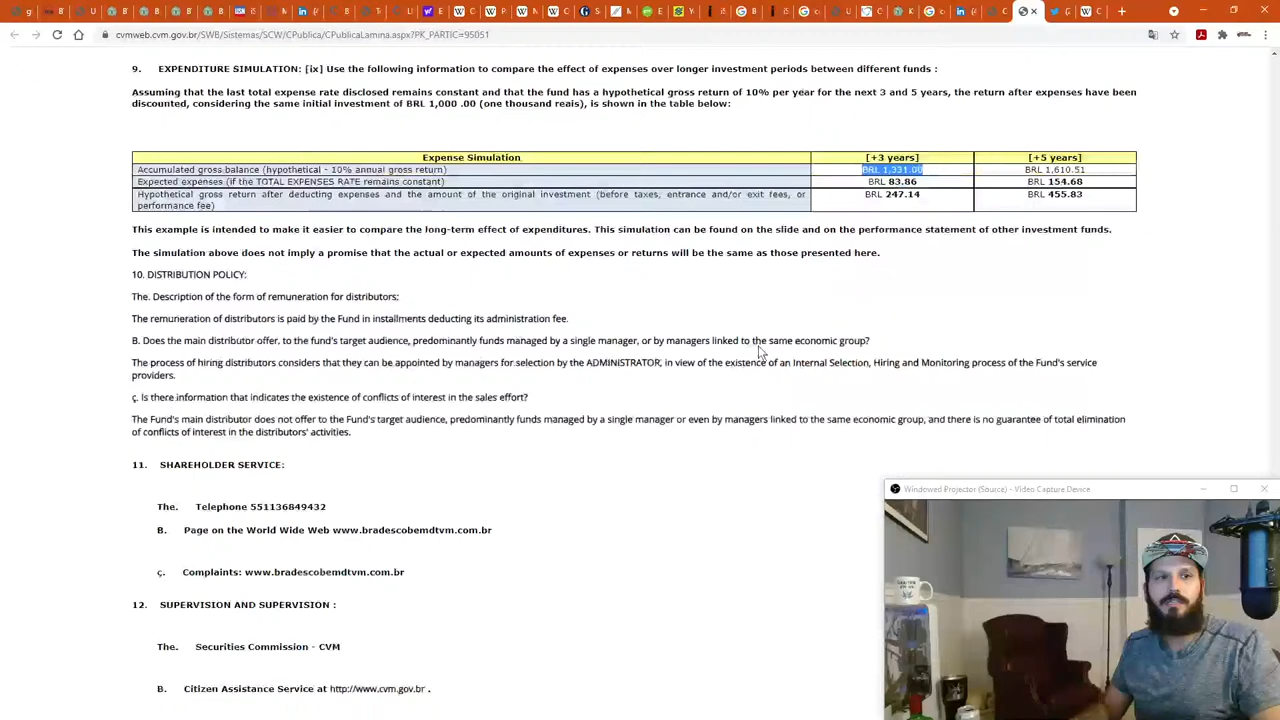 cvmweb.cvm.gov.br/SWB/Sistemas/SCW/CPublica/CPublicaLamina.aspx?PK_PARTIC=95051
9. EXPENDITURE SIMULATION: [ix] Use the following information to compare the effect of expenses over longer investment periods between different funds :
Assuming that the last total expense rate disclosed remains constant and that the fund has a hypothetical gross return of 10% per year for the next 3 and 5 years, the return after expenses have been
discounted, considering the same initial investment of BRL 1,000 .00 (one thousand reais), is shown in the table below:
Expense Simulation [+3 years] [+5 years]
Accumulated gross balance (hypothetical - 10% annual gross return) BRL 1,331.00 BRL 1,610.51
Expected expenses (if the TOTAL EXPENSES RATE remains constant) BRL 83.86 BRL 154.68
Hypothetical gross return after deducting expenses and the amount of the original investment (before taxes, entrance and/or exit fees, or BRL 247.14 BRL 455.83
performance fee)
This example is intended to make it easier to compare the long-term effect of expenditures. This simulation can be found on the slide and on the performance statement of other investment funds.
The simulation above does not imply a promise that the actual or expected amounts of expenses or returns will be the same as those presented here.
10. DISTRIBUTION POLICY:
The. Description of the form of remuneration for distributors:
The remuneration of distributors is paid by the Fund in installments deducting its administration fee.
B. Does the main distributor offer, to the fund's target audience, predominantly funds managed by a single manager, or by managers linked to the same economic group?
The process of hiring distributors considers that they can be appointed by managers for selection by the ADMINISTRATOR, in view of the existence of an Internal Selection, Hiring and Monitoring process of the Fund's service
providers.
ç. Is there information that indicates the existence of conflicts of interest in the sales effort?
The Fund's main distributor does not offer to the Fund's target audience, predominantly funds managed by a single manager or even by managers linked to the same economic group, and there is no guarantee of total elimination
of conflicts of interest in the distributors' activities.
11. SHAREHOLDER SERVICE:
The. Telephone 551136849432
B. Page on the World Wide Web www.bradescobemdtvm.com.br
Windowed Projector (Source) - Video Capture Device
ç. Complaints: www.bradescobemdtvm.com.br
12. SUPERVISION AND SUPERVISION :
The. Securities Commission - CVM
B. Citizen Assistance Service at http://www.cvm.gov.br .